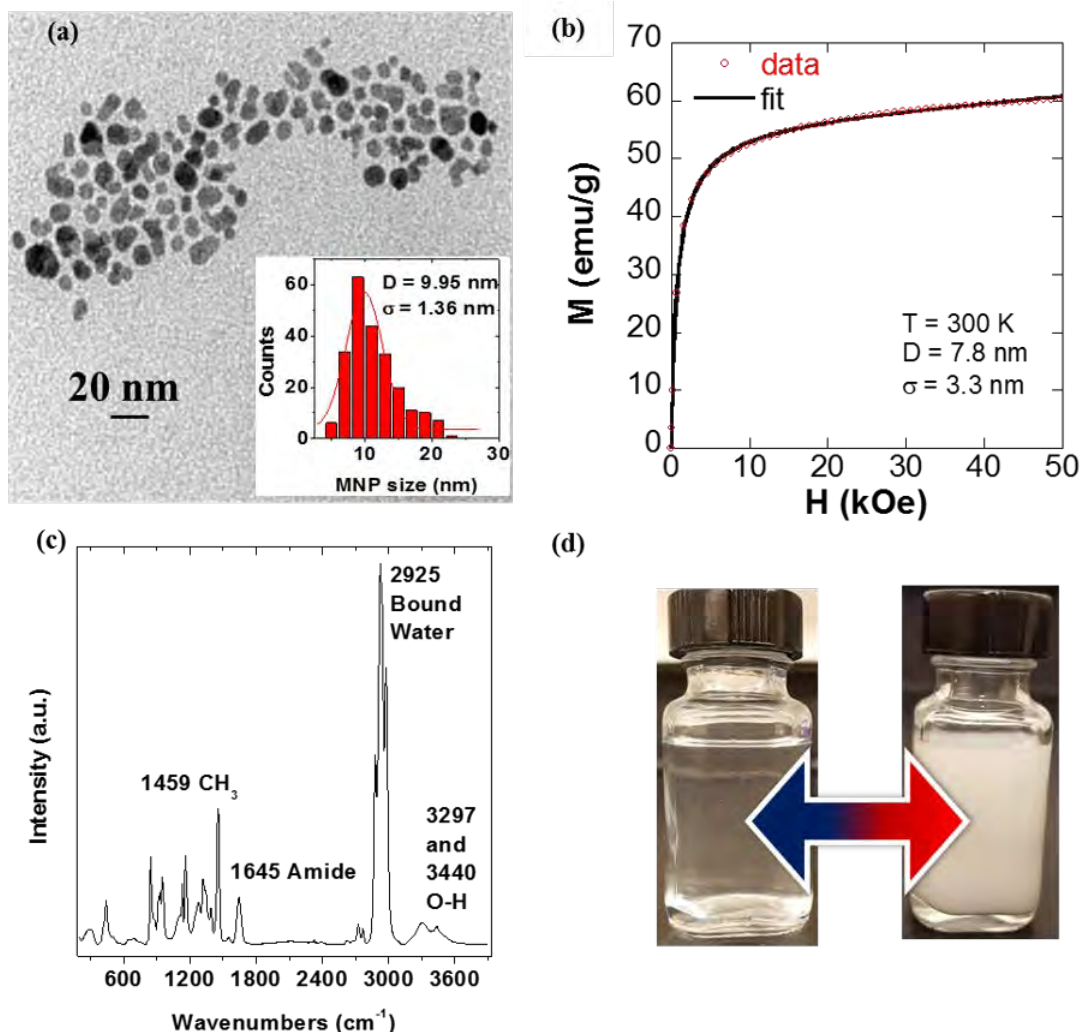 (a)
20 nm
60
40
20
0
Counts
D = 9.95 nm
σ = 1.36 nm
10
20
30
MNP size (nm)
(b)
70
60
50
40
30
20
10
0
M (emu/g)
data
fit
T = 300 K
D = 7.8 nm
σ = 3.3 nm
0
10
20
30
40
50
H (kOe)
(c)
Intensity (a.u.)
2925
Bound
Water
1459 CH₃
1645 Amide
3297
and
3440
O-H
600
1200
1800
2400
3000
3600
Wavenumbers (cm⁻¹)
(d)